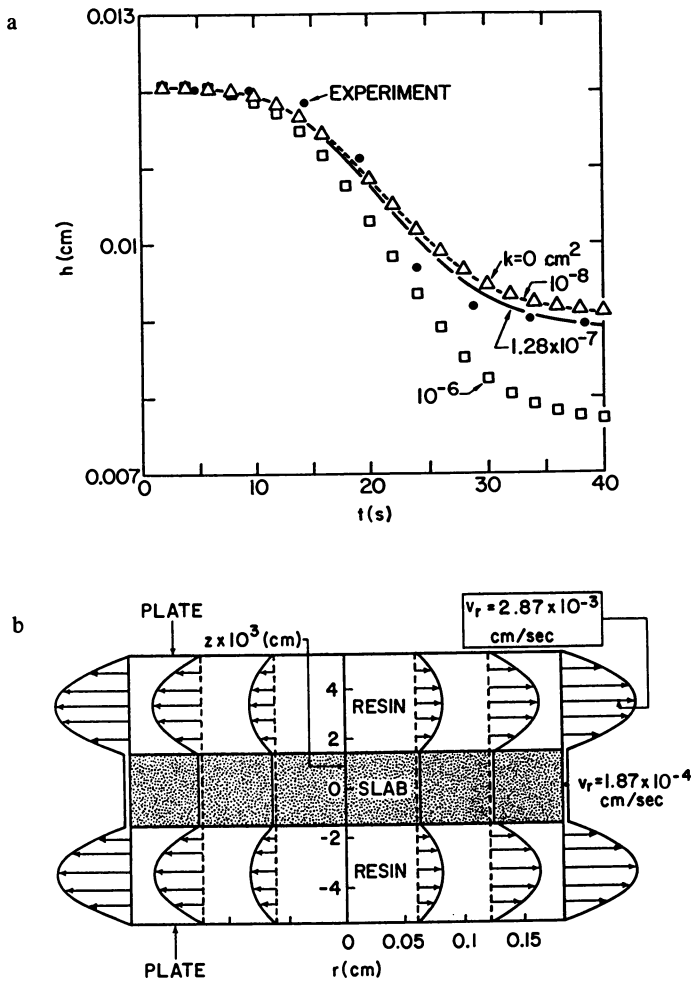 a
0.013
EXPERIMENT
h (cm)
0.01
k=0 cm²
10⁻⁸
1.28x10⁻⁷
10⁻⁶
0.007
0 10 20 30 40
t(s)
b
PLATE
z x 10³ (cm)
vᵣ = 2.87 x 10⁻³
cm/sec
4
RESIN
2
0 SLAB
vᵣ = 1.87 x 10⁻⁴
cm/sec
-2
RESIN
-4
0 0.05 0.1 0.15
PLATE
r(cm)